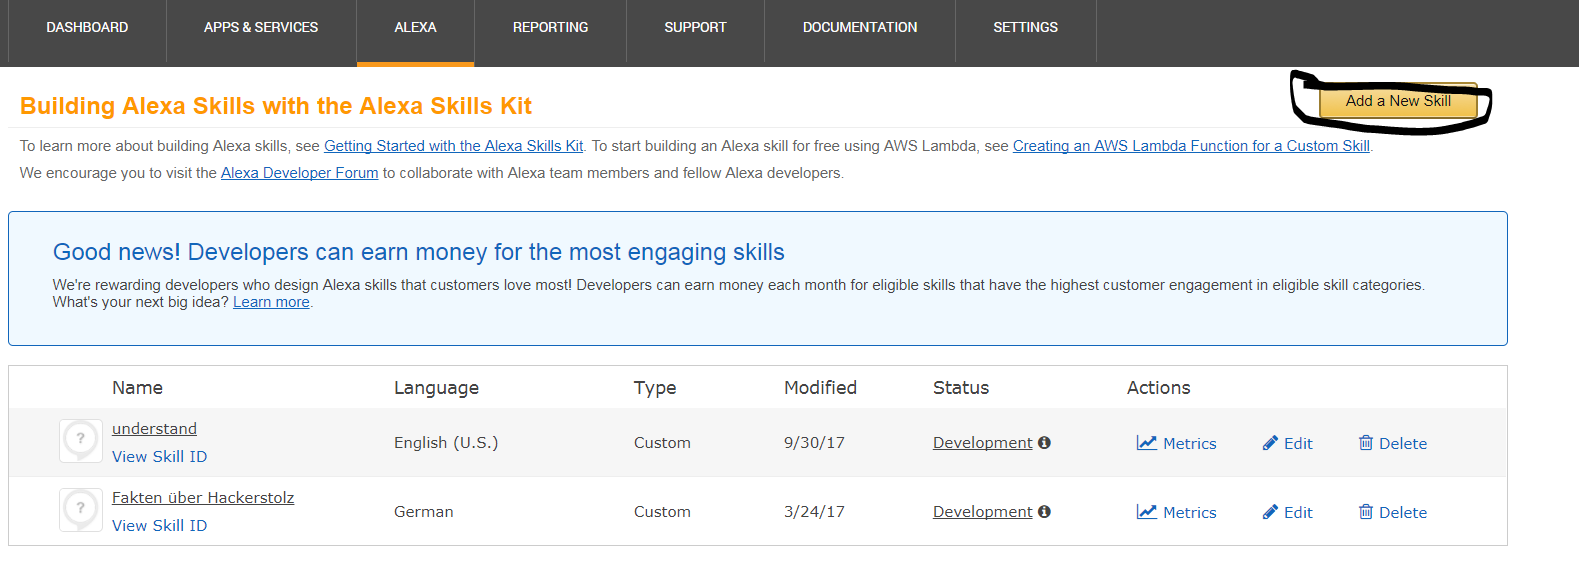 DASHBOARD APPS & SERVICES ALEXA REPORTING SUPPORT DOCUMENTATION SETTINGS
Building Alexa Skills with the Alexa Skills Kit
Add a New Skill
To learn more about building Alexa skills, see Getting Started with the Alexa Skills Kit. To start building an Alexa skill for free using AWS Lambda, see Creating an AWS Lambda Function for a Custom Skill.
We encourage you to visit the Alexa Developer Forum to collaborate with Alexa team members and fellow Alexa developers.
Good news! Developers can earn money for the most engaging skills
We're rewarding developers who design Alexa skills that customers love most! Developers can earn money each month for eligible skills that have the highest customer engagement in eligible skill categories.
What's your next big idea? Learn more.
Name Language Type Modified Status Actions
understand
View Skill ID
English (U.S.) Custom 9/30/17 Development Metrics Edit Delete
Fakten über Hackerstolz
View Skill ID
German Custom 3/24/17 Development Metrics Edit Delete